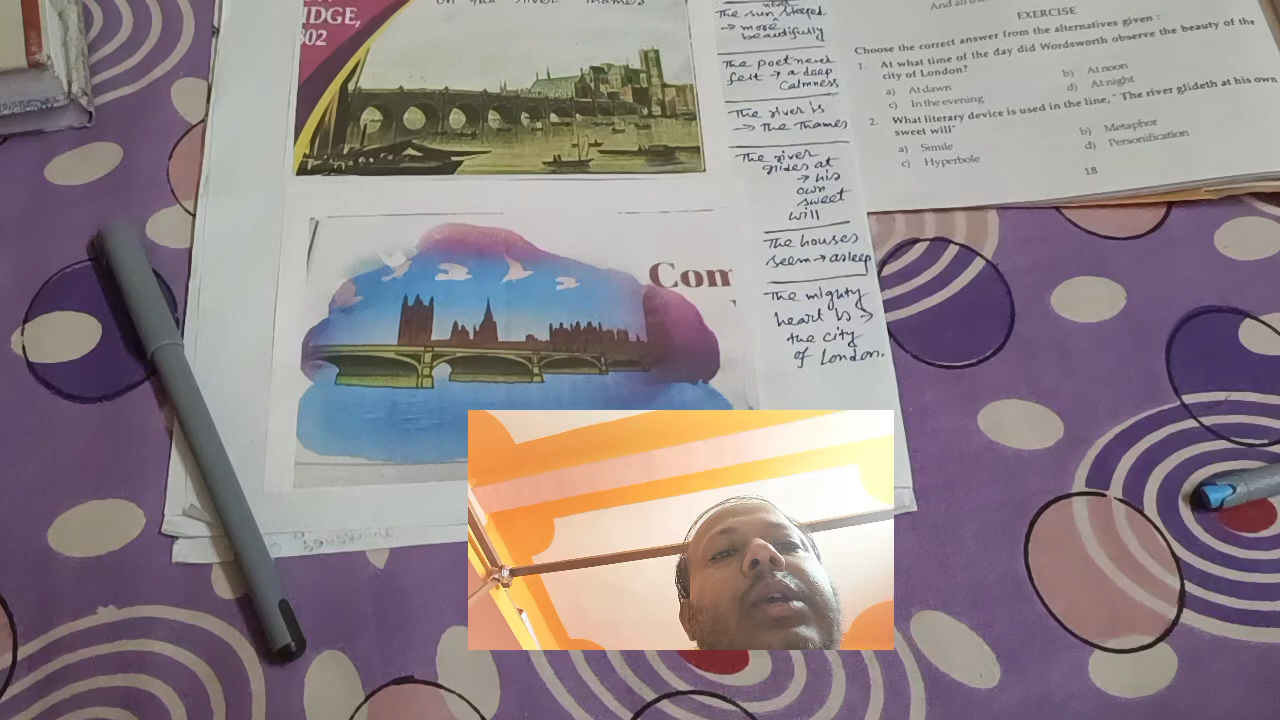 IDGE,
802
on the river Thames
The sun never steeped
→ more
beautifully
The poet never
felt → a deep
Calmness
The river is
→ The Thames
The river
glides at
→ his
own
sweet
will
The houses
seem → asleep
The mighty
heart is →
the city
of London.
Com
And all
EXERCISE
Choose the correct answer from the alternatives given :
1. At what time of the day did Wordsworth observe the beauty of the
city of London?
a) At dawn b) At noon
c) In the evening d) At night
2. What literary device is used in the line, " The river glideth at his own
sweet will"
a) Simile b) Metaphor
c) Hyperbole d) Personification
18